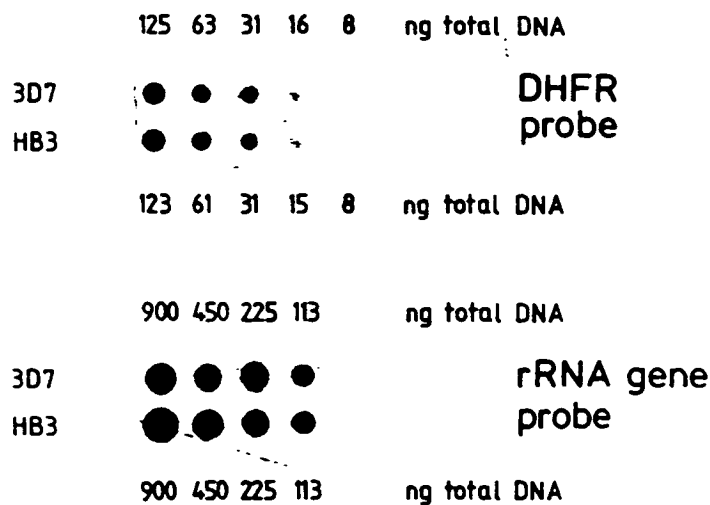 125 63 31 16 8 ng total DNA
3D7
HB3
DHFR
probe
123 61 31 15 8 ng total DNA
900 450 225 113 ng total DNA
3D7
HB3
rRNA gene
probe
900 450 225 113 ng total DNA